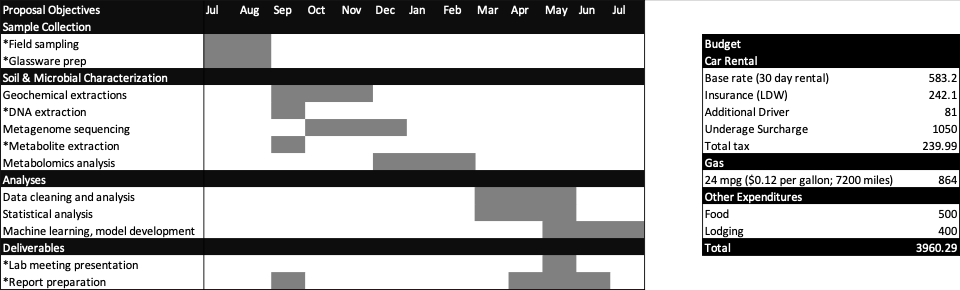 Proposal Objectives Jul Aug Sep Oct Nov Dec Jan Feb Mar Apr May Jun Jul
Sample Collection
*Field sampling
*Glassware prep
Soil & Microbial Characterization
Geochemical extractions
*DNA extraction
Metagenome sequencing
*Metabolite extraction
Metabolomics analysis
Analyses
Data cleaning and analysis
Statistical analysis
Machine learning, model development
Deliverables
*Lab meeting presentation
*Report preparation
Budget
Car Rental
Base rate (30 day rental) 583.2
Insurance (LDW) 242.1
Additional Driver 81
Underage Surcharge 1050
Total tax 239.99
Gas
24 mpg ($0.12 per gallon; 7200 miles) 864
Other Expenditures
Food 500
Lodging 400
Total 3960.29